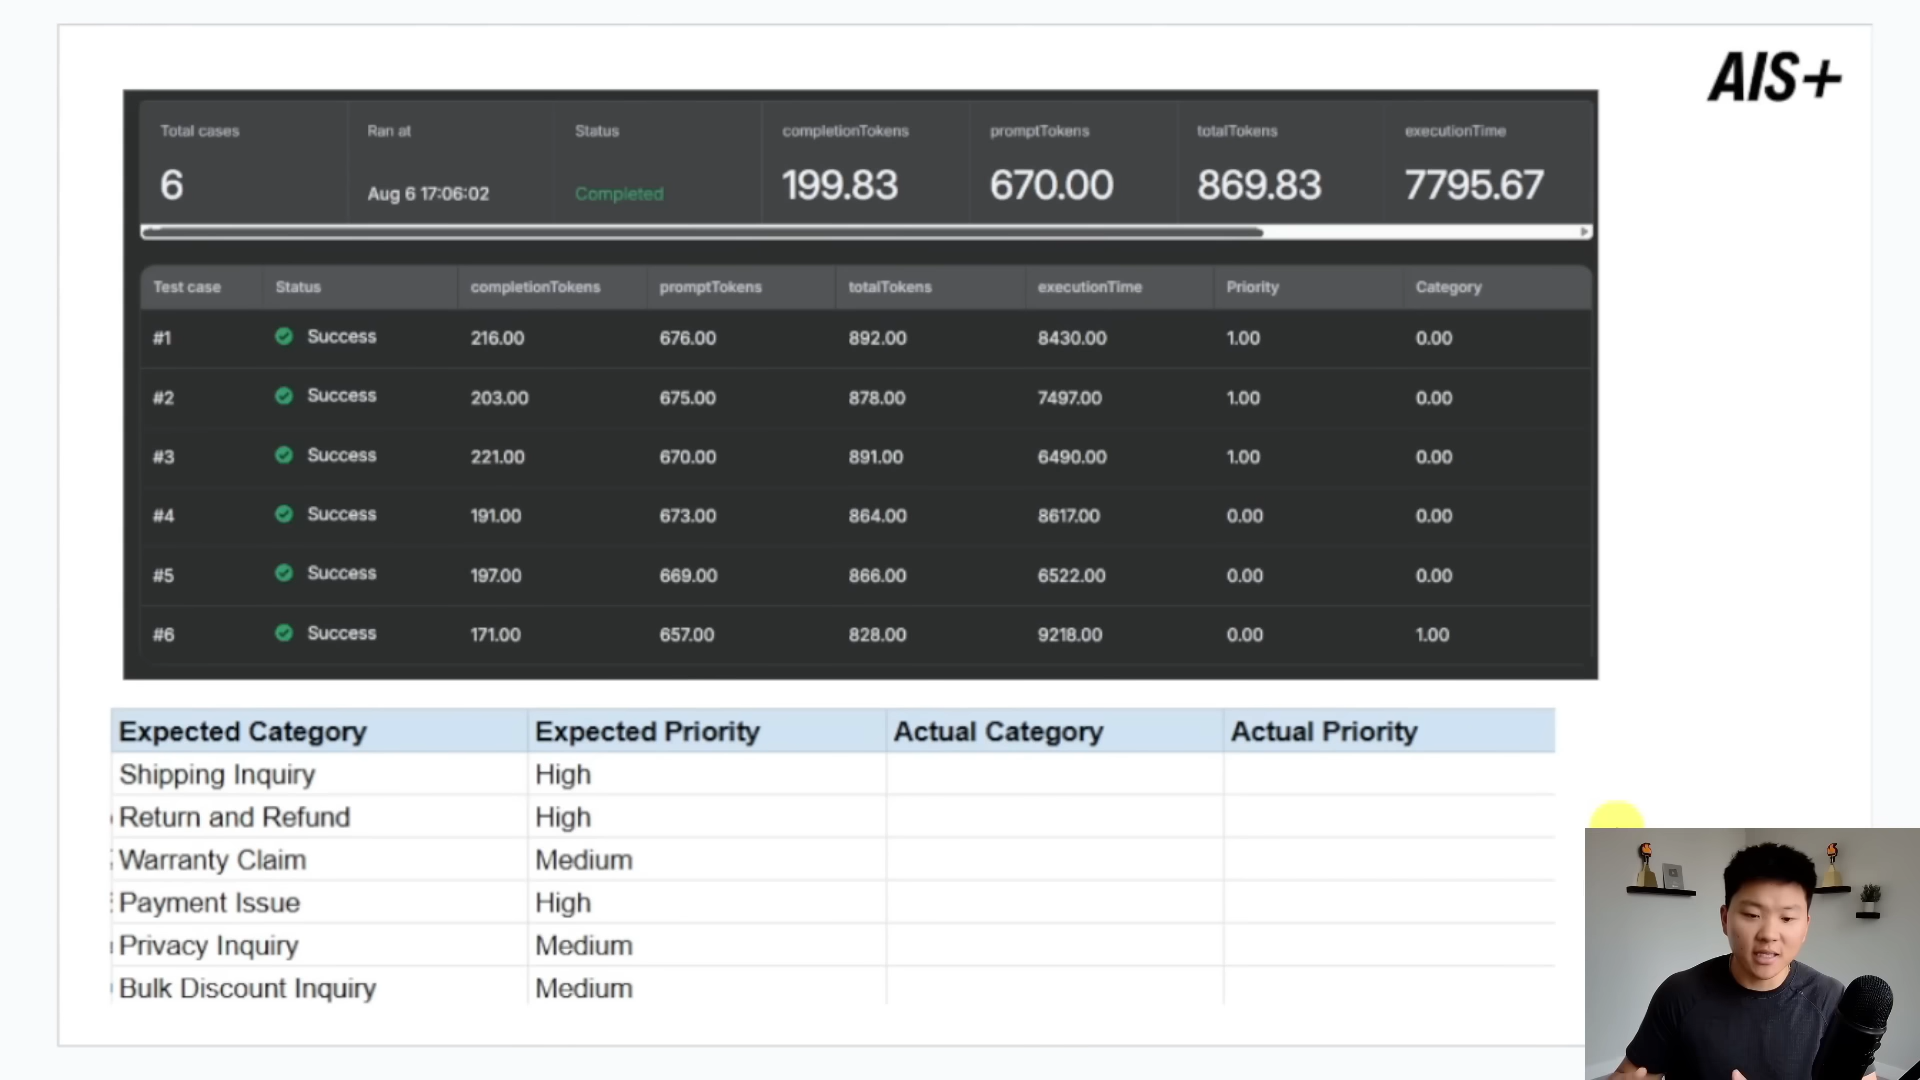 AIS+
Total cases Ran at Status completionTokens promptTokens totalTokens executionTime
6 Aug 6 17:06:02 Completed 199.83 670.00 869.83 7795.67
Test case Status completionTokens promptTokens totalTokens executionTime Priority Category
#1 Success 216.00 676.00 892.00 8430.00 1.00 0.00
#2 Success 203.00 675.00 878.00 7497.00 1.00 0.00
#3 Success 221.00 670.00 891.00 6490.00 1.00 0.00
#4 Success 191.00 673.00 864.00 8617.00 0.00 0.00
#5 Success 197.00 669.00 866.00 6522.00 0.00 0.00
#6 Success 171.00 657.00 828.00 9218.00 0.00 1.00
Expected Category Expected Priority Actual Category Actual Priority
Shipping Inquiry High
Return and Refund High
Warranty Claim Medium
Payment Issue High
Privacy Inquiry Medium
Bulk Discount Inquiry Medium